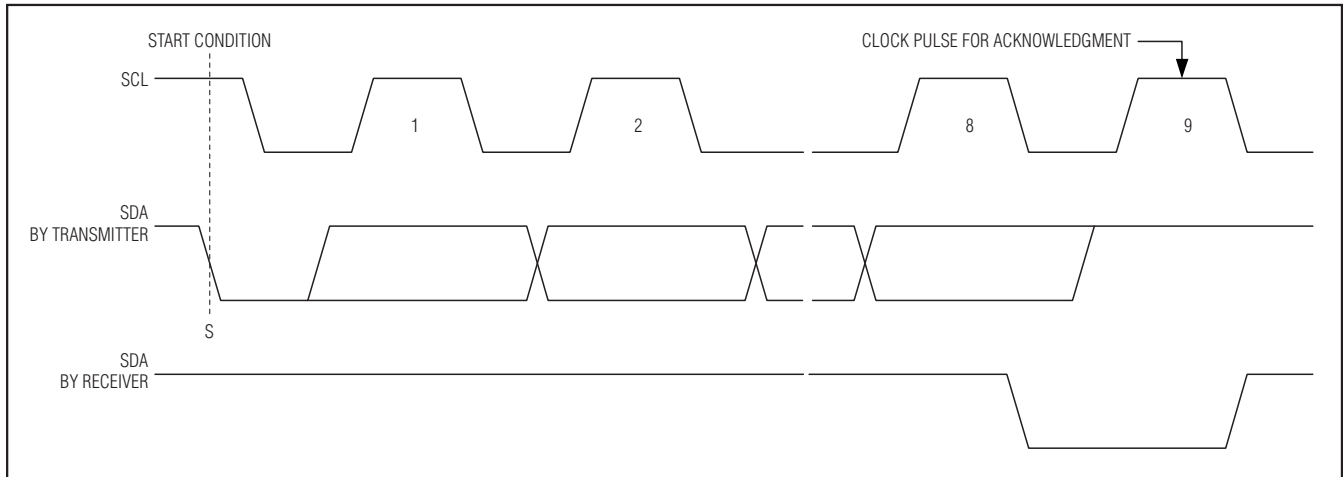 START CONDITION
CLOCK PULSE FOR ACKNOWLEDGMENT
SCL
1
2
8
9
SDA
BY TRANSMITTER
S
SDA
BY RECEIVER